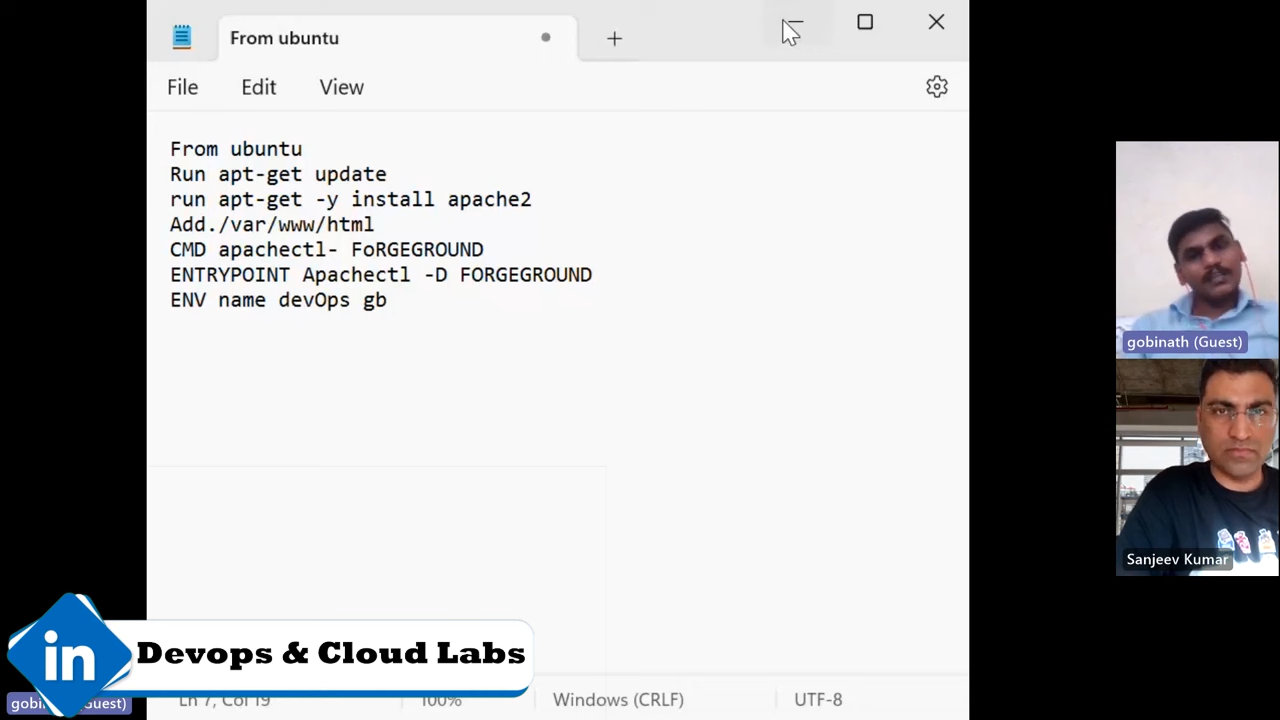 From ubuntu
File Edit View
From ubuntu
Run apt-get update
run apt-get -y install apache2
Add./var/www/html
CMD apachectl- FoRGEGROUND
ENTRYPOINT Apachectl -D FORGEGROUND
ENV name devOps gb
gobinath (Guest)
Sanjeev Kumar
in Devops & Cloud Labs
Ln 7, Col 19 100% Windows (CRLF) UTF-8